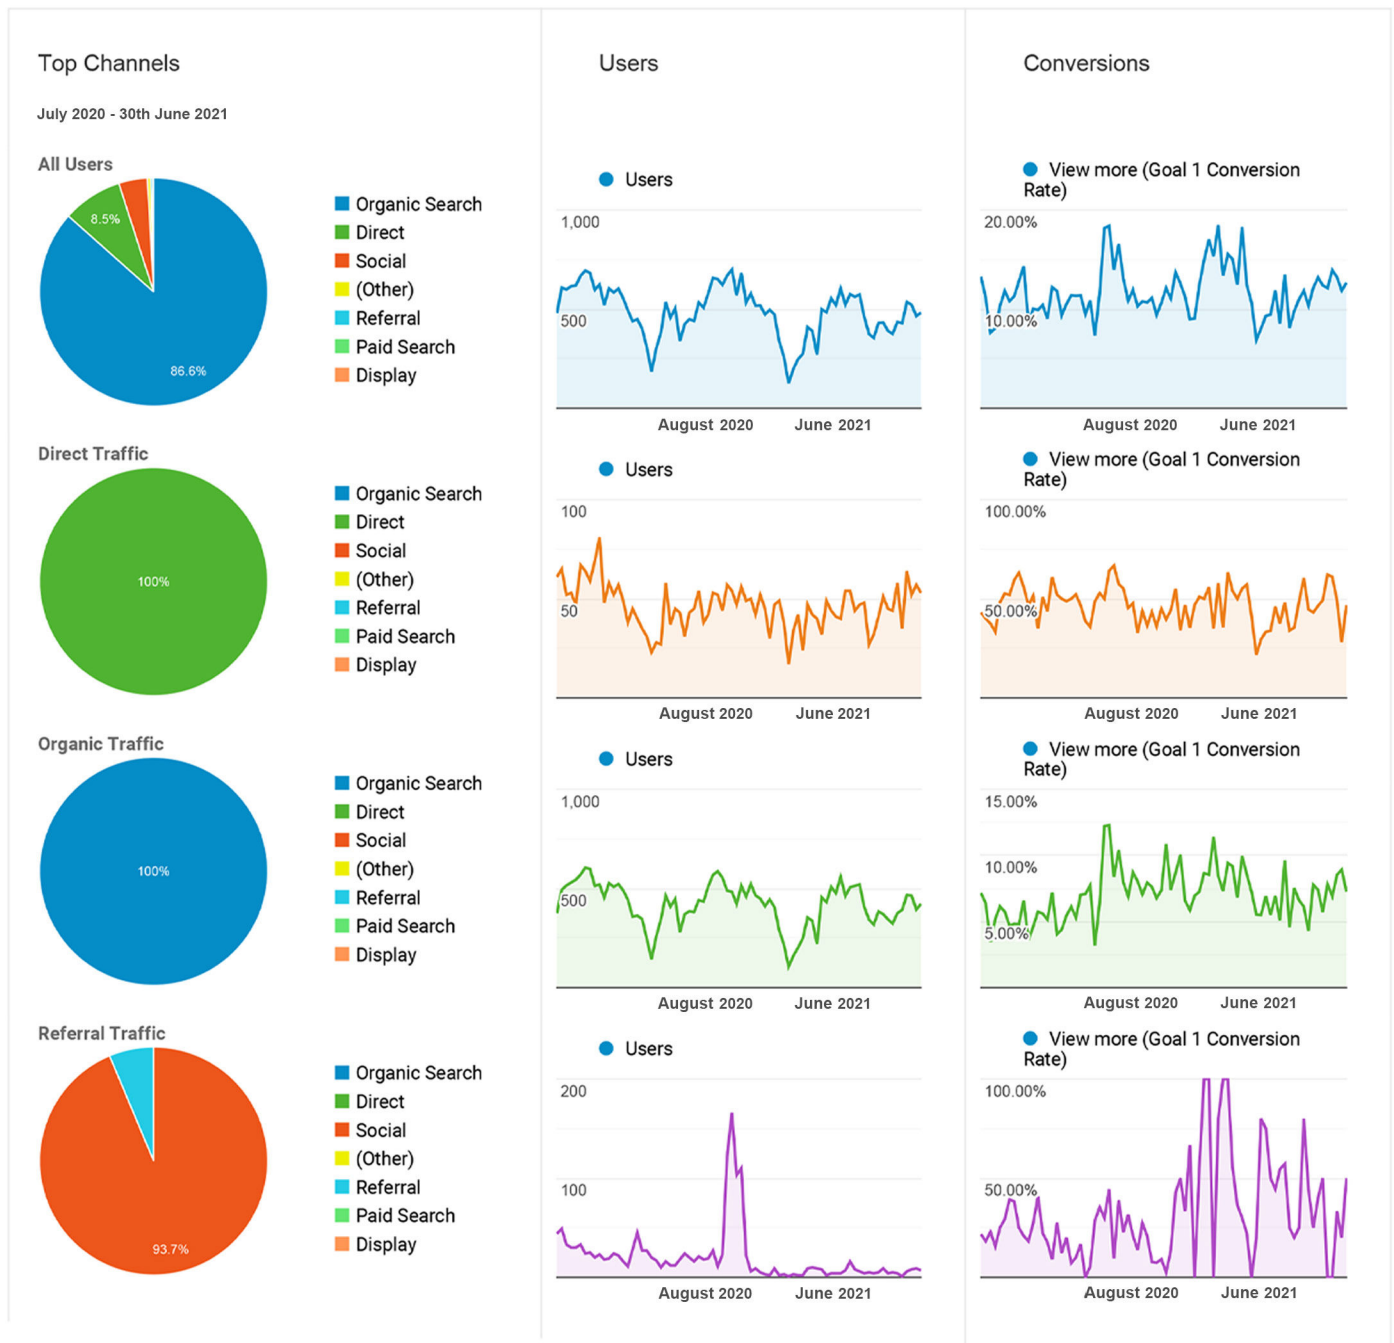 Top Channels
Users
Conversions
July 2020 - 30th June 2021
All Users
8.5%
86.6%
Organic Search
Direct
Social
(Other)
Referral
Paid Search
Display
Users
1,000
500
August 2020
June 2021
View more (Goal 1 Conversion
Rate)
20.00%
10.00%
August 2020
June 2021
Direct Traffic
100%
Organic Search
Direct
Social
(Other)
Referral
Paid Search
Display
Users
100
50
August 2020
June 2021
View more (Goal 1 Conversion
Rate)
100.00%
50.00%
August 2020
June 2021
Organic Traffic
100%
Organic Search
Direct
Social
(Other)
Referral
Paid Search
Display
Users
1,000
500
August 2020
June 2021
View more (Goal 1 Conversion
Rate)
15.00%
10.00%
5.00%
August 2020
June 2021
Referral Traffic
93.7%
Organic Search
Direct
Social
(Other)
Referral
Paid Search
Display
Users
200
100
August 2020
June 2021
View more (Goal 1 Conversion
Rate)
100.00%
50.00%
August 2020
June 2021